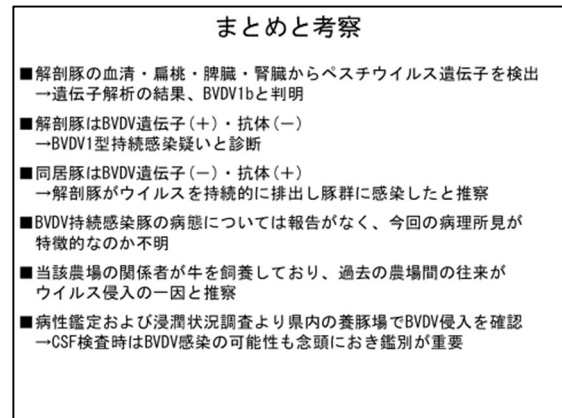 まとめと考察
■解剖豚の血清・扁桃・脾臓・腎臓からペスチウイルス遺伝子を検出
→遺伝子解析の結果、BVDV1bと判明
■解剖豚はBVDV遺伝子(+)・抗体(-)
→BVDV1型持続感染疑いと診断
■同居豚はBVDV遺伝子(-)・抗体(+)
→解剖豚がウイルスを持続的に排出し豚群に感染したと推察
■BVDV持続感染豚の病態については報告がなく、今回の病理所見が
特徴的なのか不明
■当該農場の関係者が牛を飼養しており、過去の農場間の往来が
ウイルス侵入の一因と推察
■病性鑑定および浸潤状況調査より県内の養豚場でBVDV侵入を確認
→CSF検査時はBVDV感染の可能性も念頭におき鑑別が重要